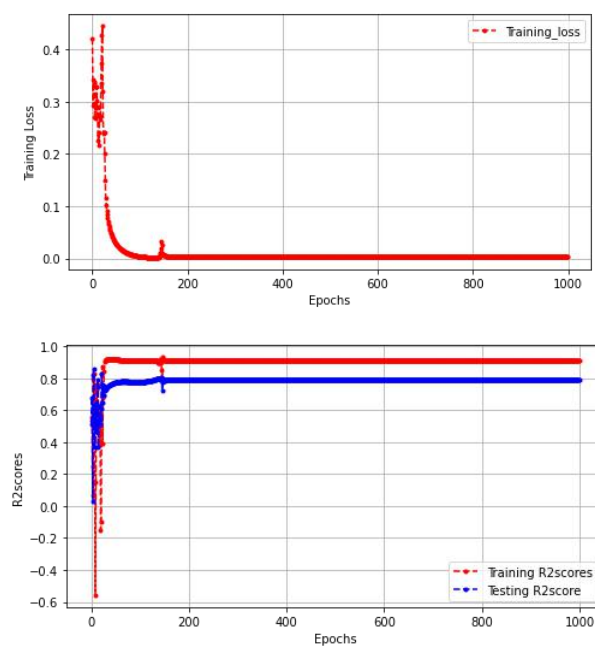 Training_loss
0.4
0.3
0.2
0.1
0.0
Training Loss
0 200 400 600 800 1000
Epochs
1.0
0.8
0.6
0.4
0.2
0.0
−0.2
−0.4
−0.6
R2scores
Training R2scores
Testing R2score
0 200 400 600 800 1000
Epochs